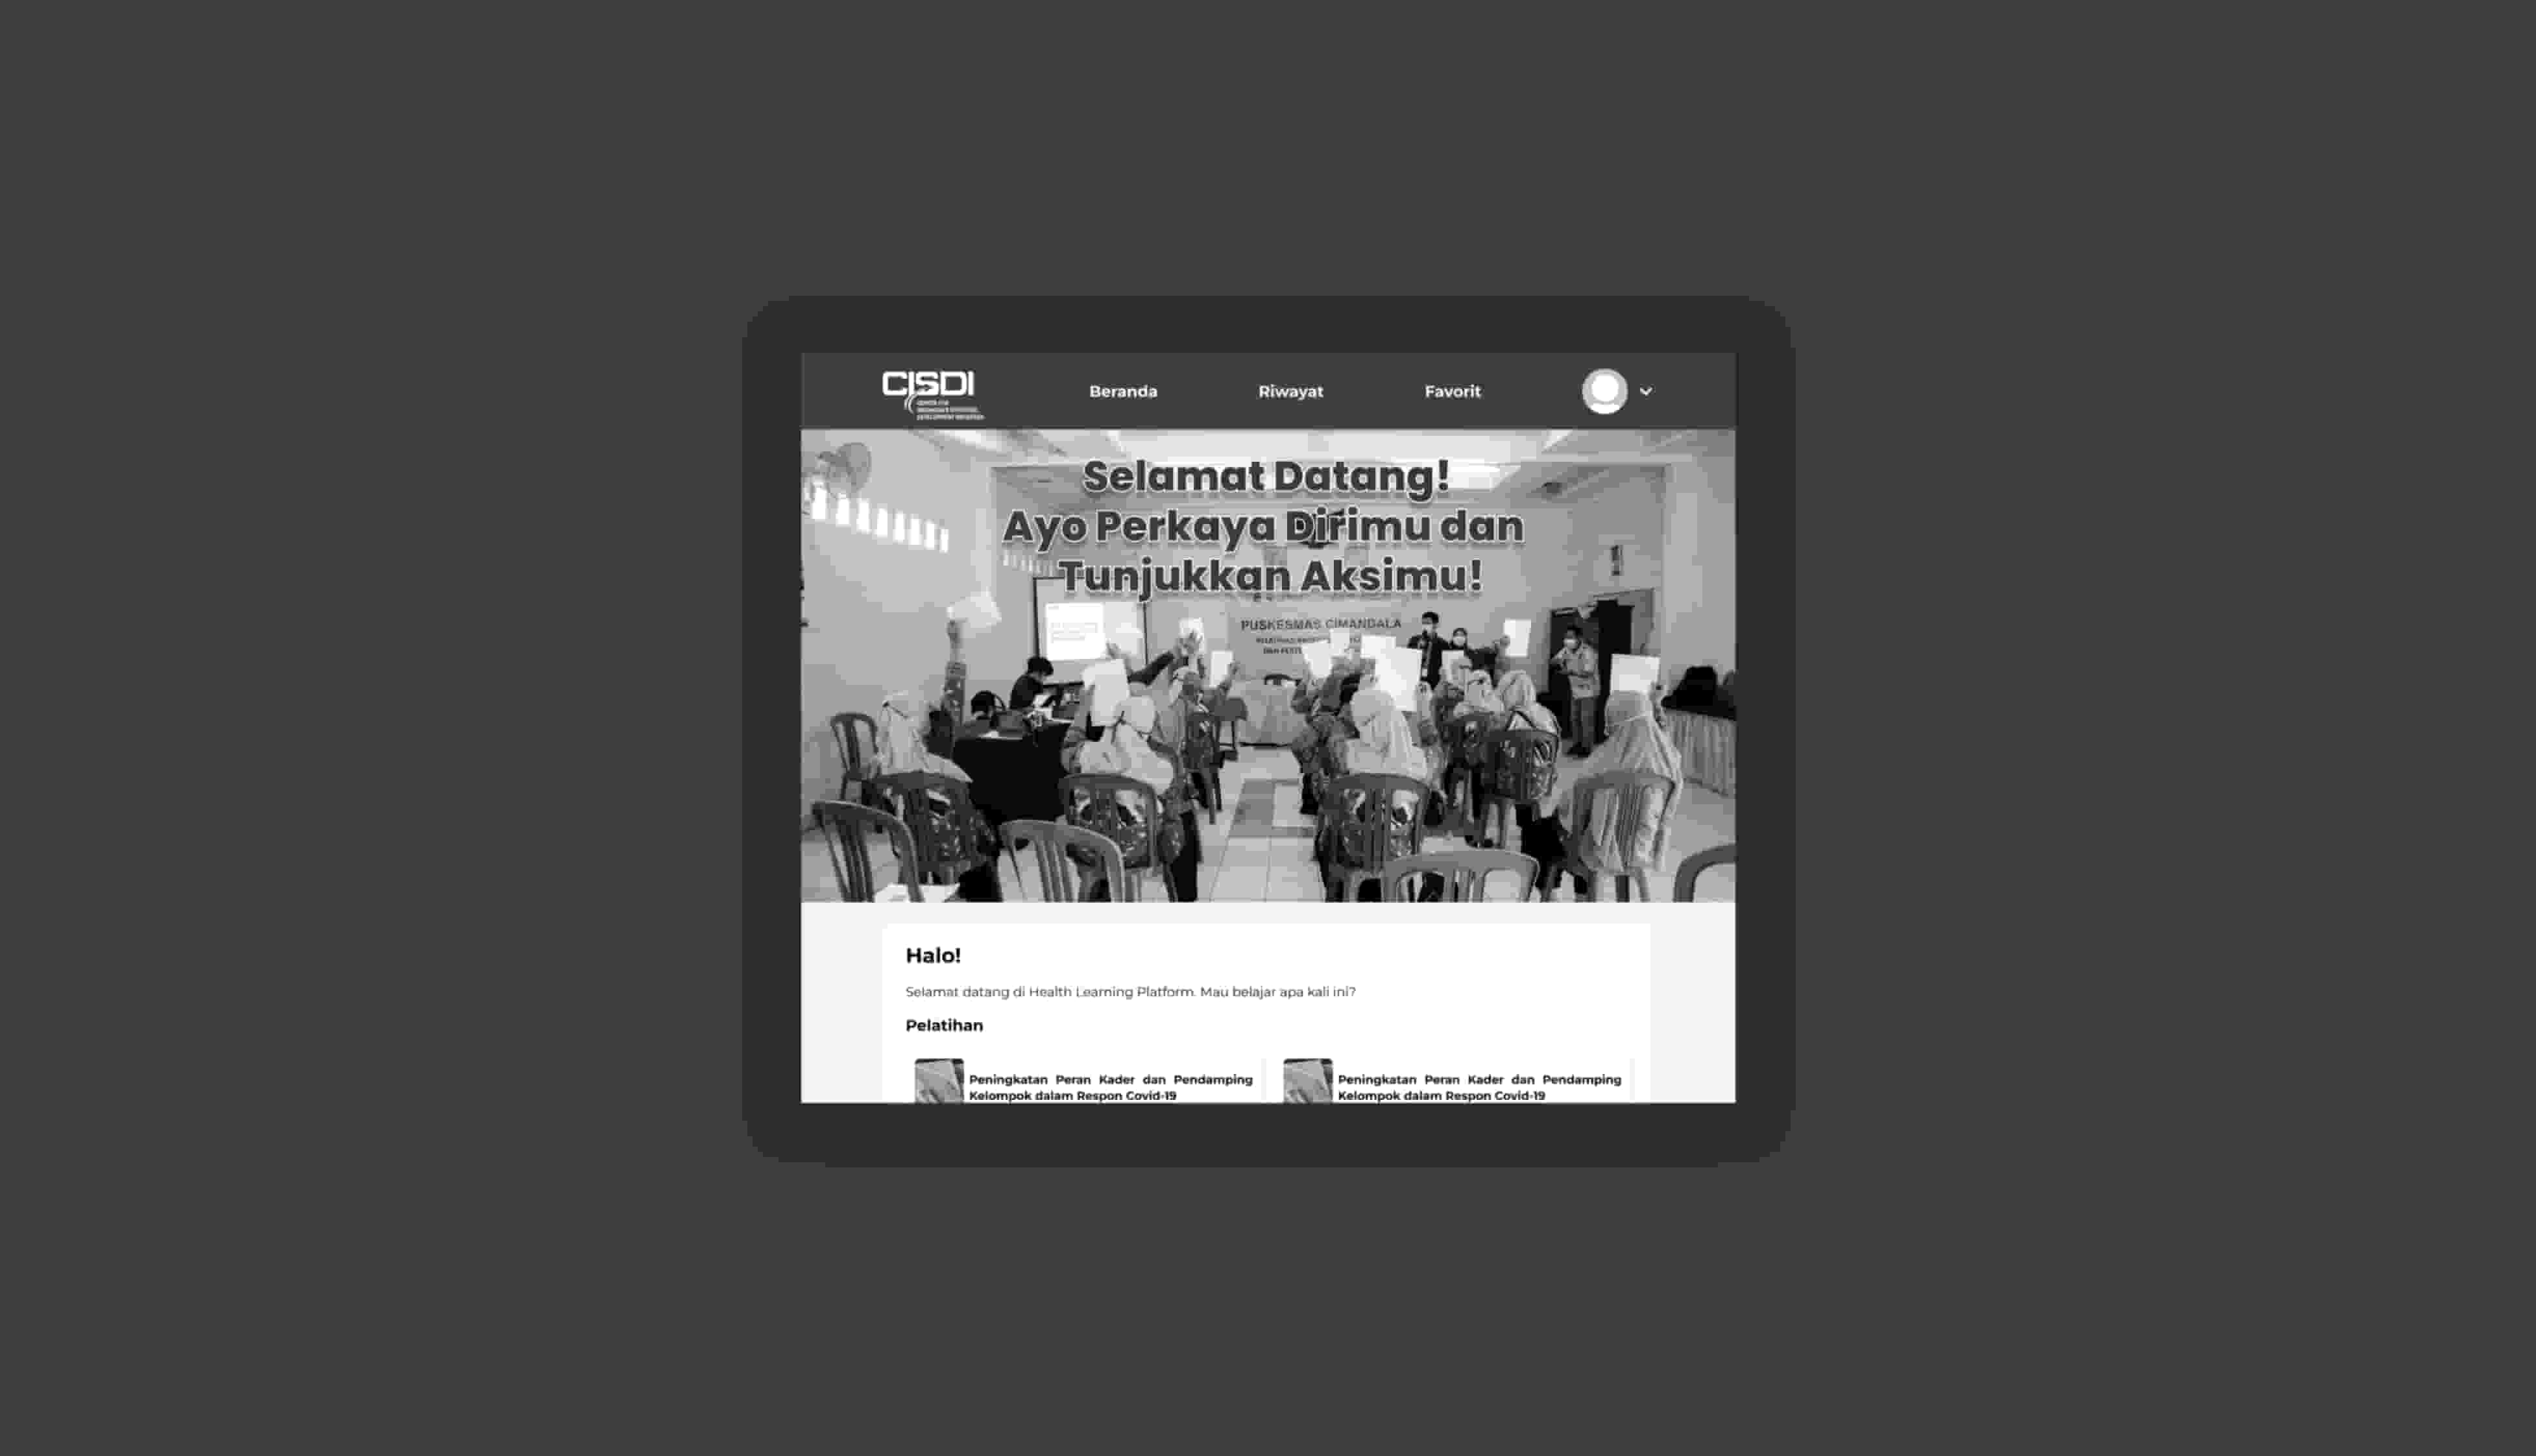 CISDI
Beranda
Riwayat
Favorit
Selamat Datang!
Ayo Perkaya Dirimu dan
Tunjukkan Aksimu!
PUSKESMAS CIMANDALA
Halo!
Selamat datang di Health Learning Platform. Mau belajar apa kali ini?
Pelatihan
Peningkatan Peran Kader dan Pendamping
Kelompok dalam Respon Covid-19
Peningkatan Peran Kader dan Pendamping
Kelompok dalam Respon Covid-19